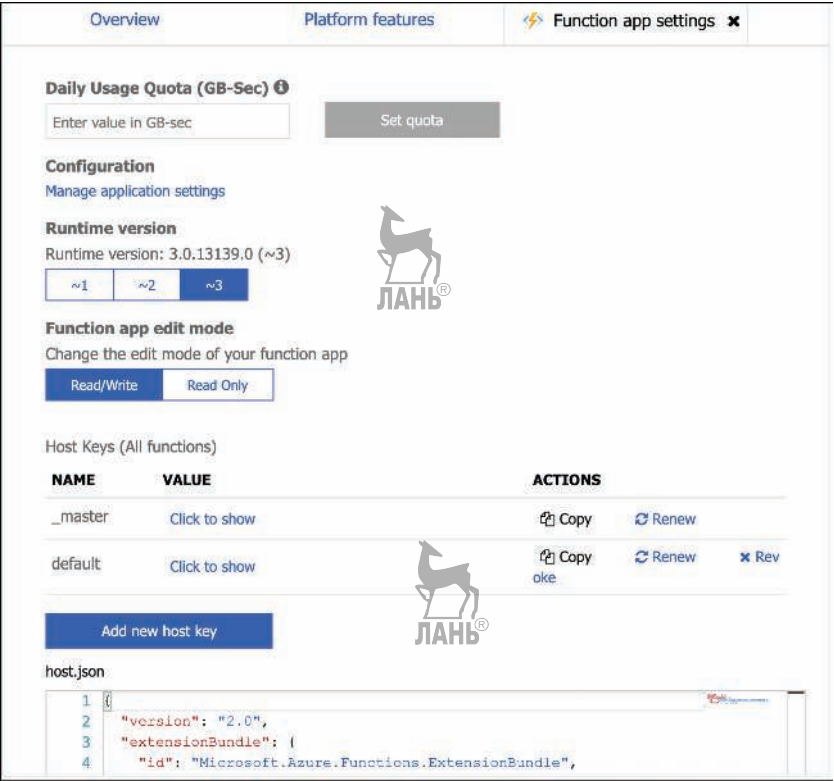 Overview Platform features Function app settings
Daily Usage Quota (GB-Sec)
Enter value in GB-sec Set quota
Configuration
Manage application settings
Runtime version
Runtime version: 3.0.13139.0 (~3)
~1 ~2 ~3
ЛАНЬ®
Function app edit mode
Change the edit mode of your function app
Read/Write Read Only
Host Keys (All functions)
NAME VALUE ACTIONS
_master Click to show Copy Renew
default Click to show Copy Renew Rev
oke
Add new host key
ЛАНЬ®
host.json
1 {
2 "version": "2.0",
3 "extensionBundle": {
4 "id": "Microsoft.Azure.Functions.ExtensionBundle",